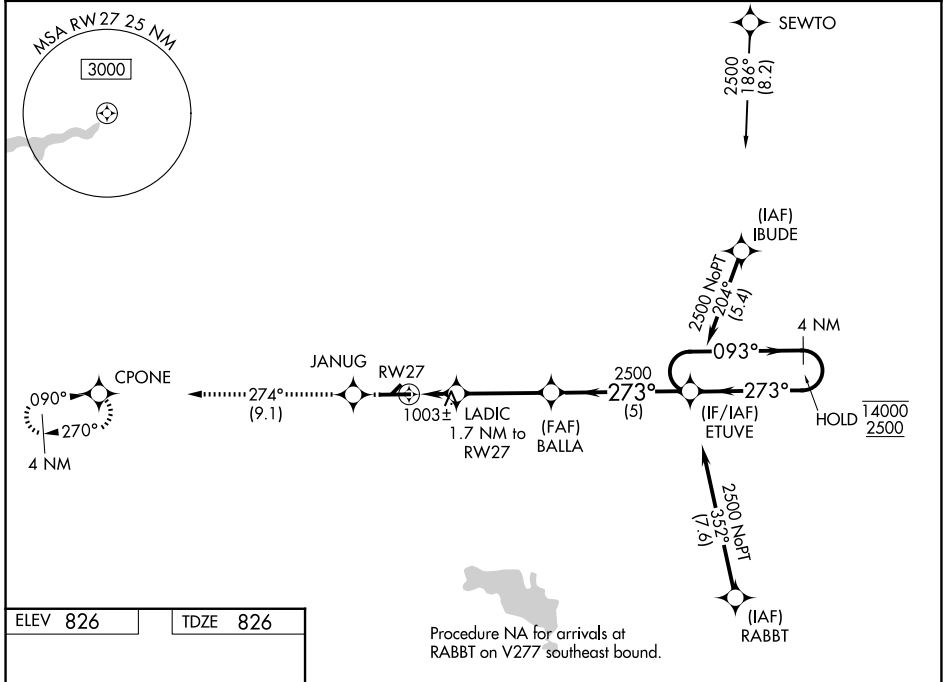 MSA RW27 25 NM
3000
SEWTO
2500
186°
(8.2)
(IAF)
IBUDE
2500 NoPT
204°
(5.4)
4 NM
093°
JANUG
RW27
CPONE
2500
273°
(5)
273°
090°
274°
(9.1)
270°
4 NM
1003±
LADIC
1.7 NM to
RW27
(FAF)
BALLA
(IF/IAF)
ETUVE
HOLD
14000
2500
2500 NoPT
352°
(7.6)
(IAF)
RABBT
Procedure NA for arrivals at
RABBT on V277 southeast bound.
ELEV 826
TDZE 826